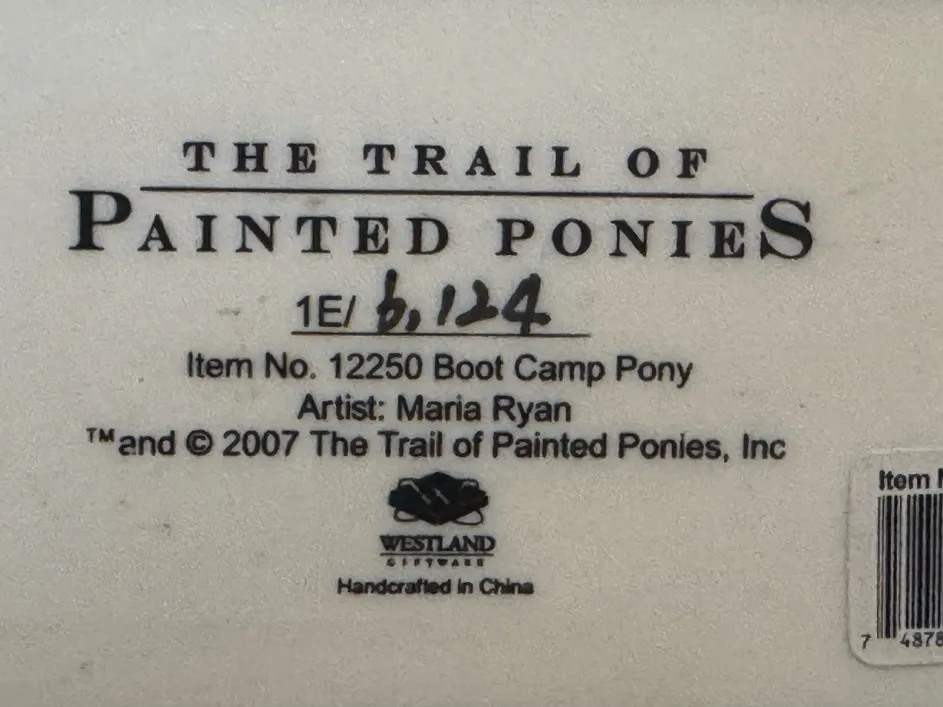 THE TRAIL OF
PAINTED PONIES
1E/ 6,124
Item No. 12250 Boot Camp Pony
Artist: Maria Ryan
™and © 2007 The Trail of Painted Ponies, Inc
WESTLAND
GIFTWARE
Handcrafted in China
Item
7 4878